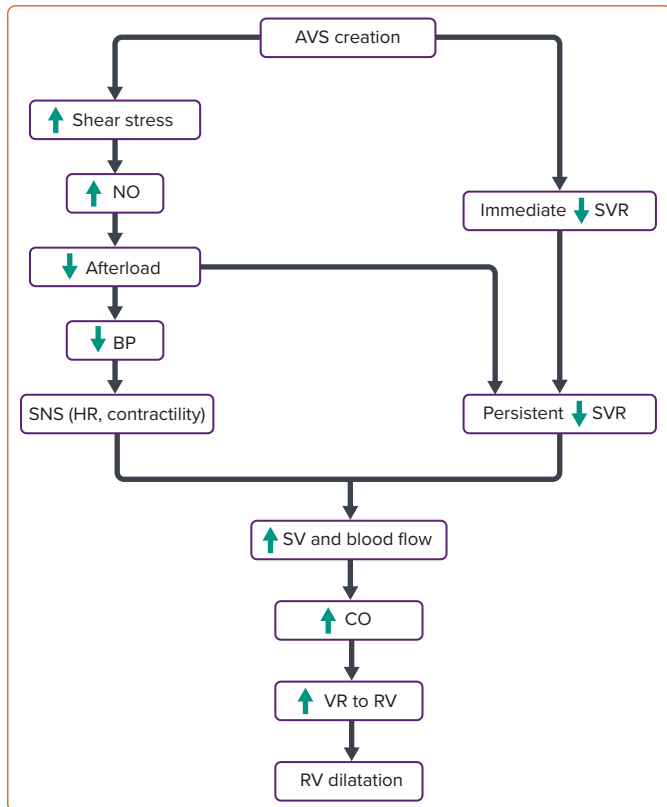 AVS creation
Shear stress
NO
Immediate SVR
Afterload
BP
SNS (HR, contractility)
Persistent SVR
SV and blood flow
CO
VR to RV
RV dilatation